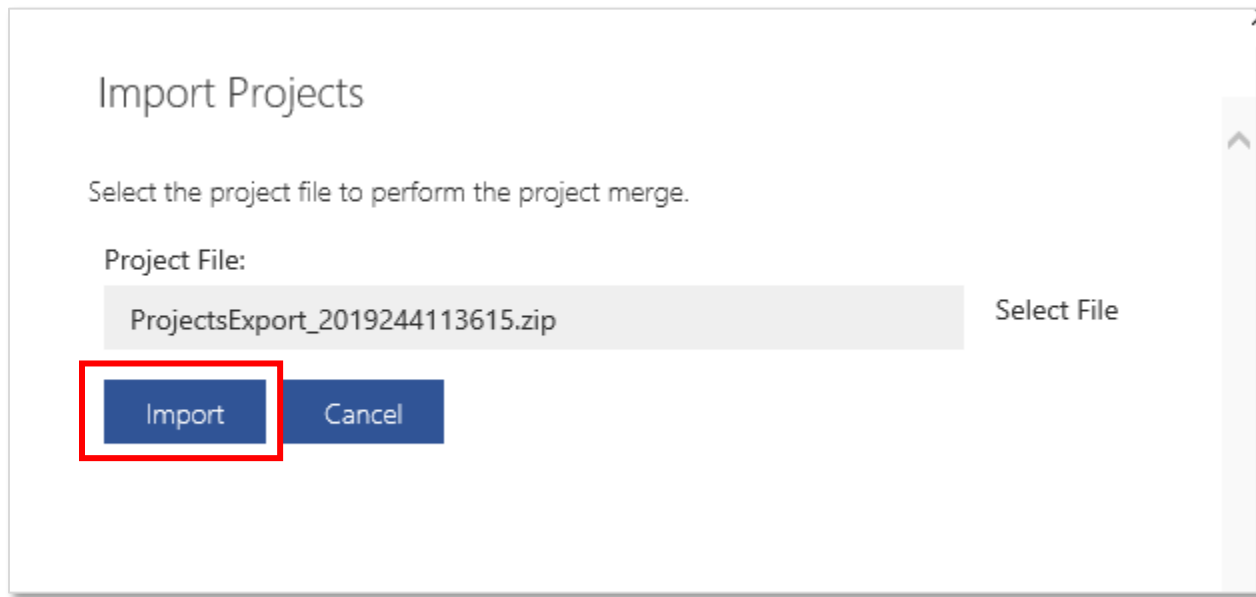 Import Projects
Select the project file to perform the project merge.
Project File:
ProjectsExport_2019244113615.zip
Select File
Import
Cancel